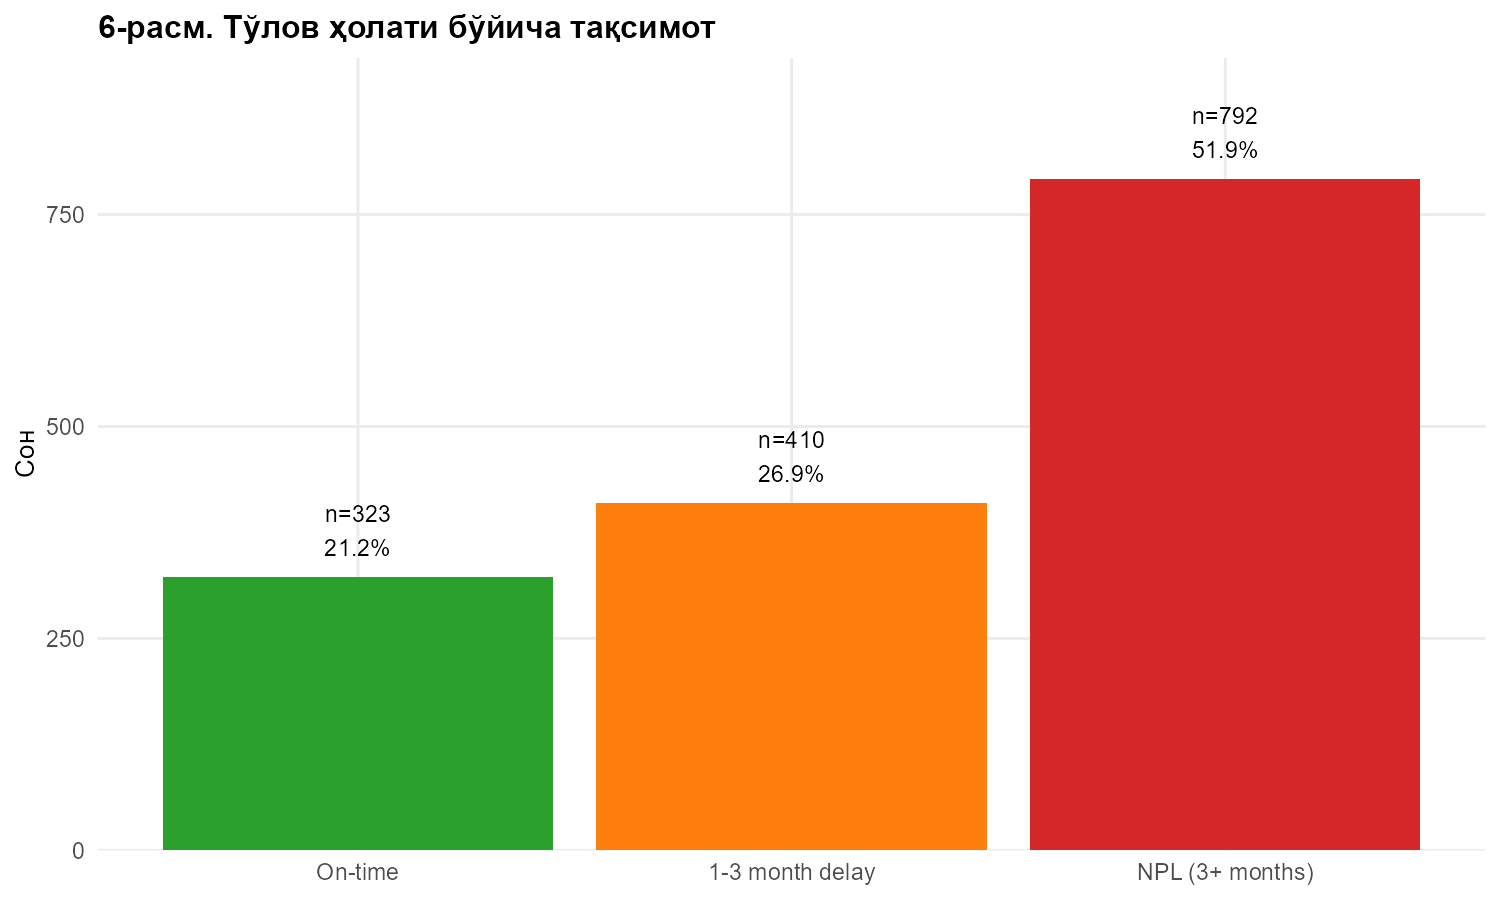 6-расм. Тўлов ҳолати бўйича тақсимот
Сон
750
500
250
0
n=323
21.2%
n=410
26.9%
n=792
51.9%
On-time
1-3 month delay
NPL (3+ months)